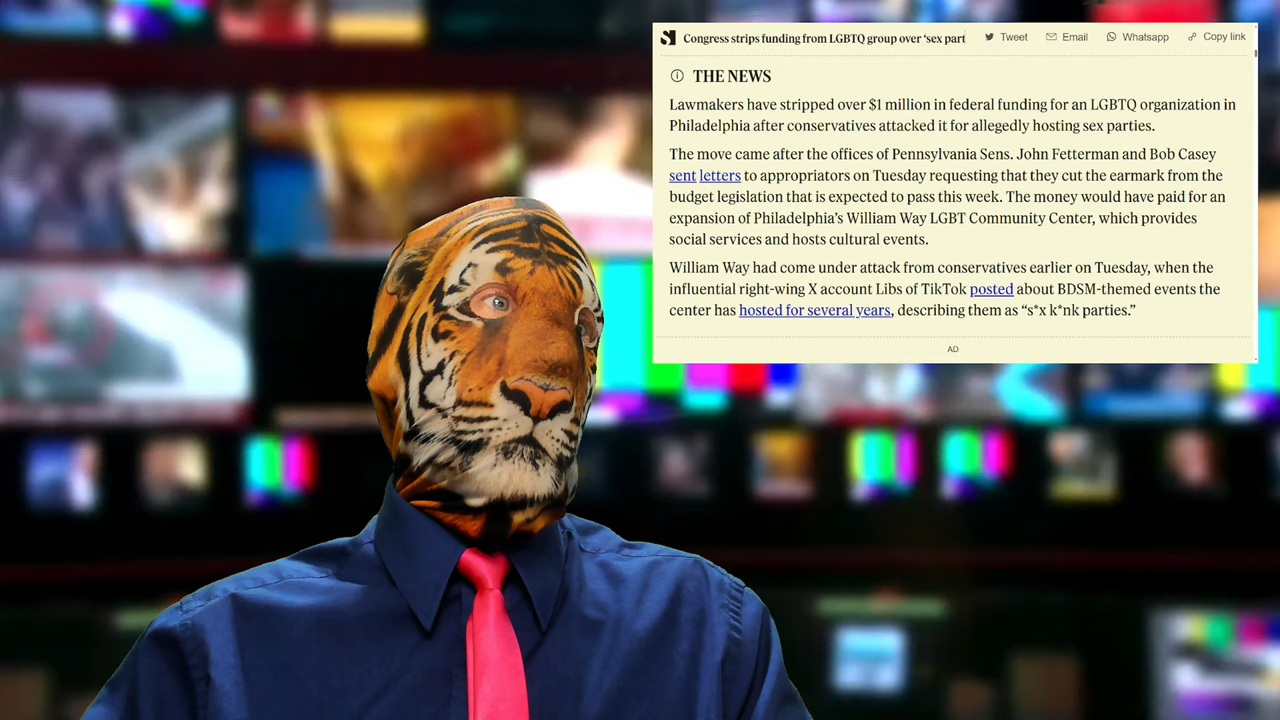 Congress strips funding from LGBTQ group over ‘sex part
Tweet
Email
Whatsapp
Copy link
THE NEWS
Lawmakers have stripped over $1 million in federal funding for an LGBTQ organization in
Philadelphia after conservatives attacked it for allegedly hosting sex parties.
The move came after the offices of Pennsylvania Sens. John Fetterman and Bob Casey
sent letters to appropriators on Tuesday requesting that they cut the earmark from the
budget legislation that is expected to pass this week. The money would have paid for an
expansion of Philadelphia’s William Way LGBT Community Center, which provides
social services and hosts cultural events.
William Way had come under attack from conservatives earlier on Tuesday, when the
influential right-wing X account Libs of TikTok posted about BDSM-themed events the
center has hosted for several years, describing them as “s*x k*nk parties.”
AD